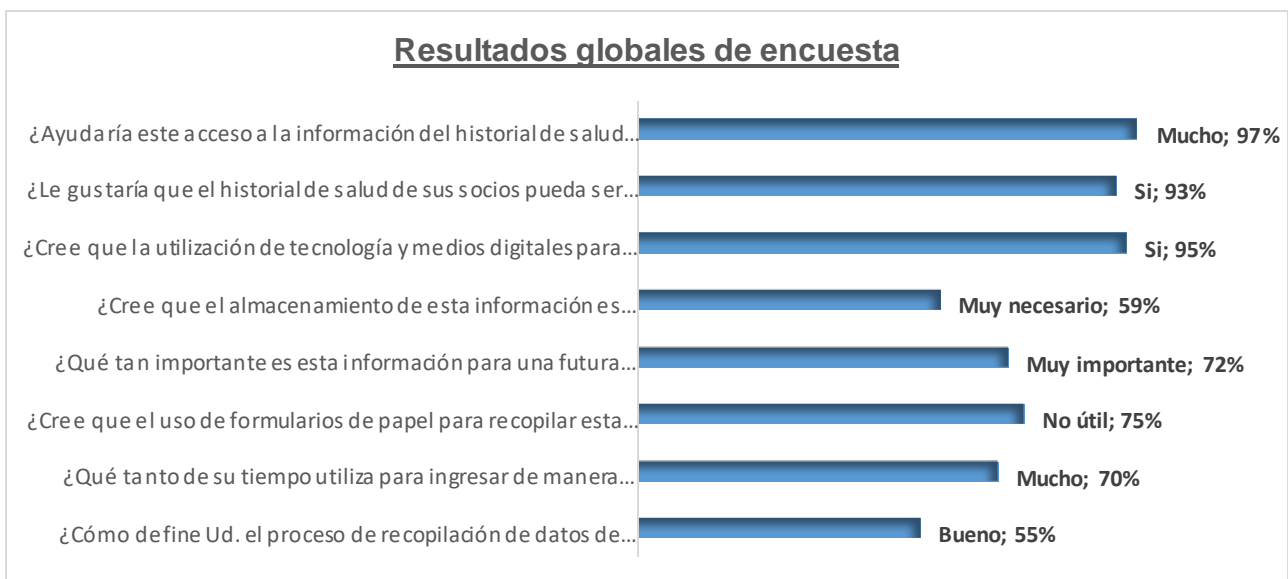 Resultados globales de encuesta
¿Ayudaría este acceso a la información del historial de salud... Mucho; 97%
¿Le gustaría que el historial de salud de sus socios pueda ser... Si; 93%
¿Cree que la utilización de tecnología y medios digitales para... Si; 95%
¿Cree que el almacenamiento de esta información es... Muy necesario; 59%
¿Qué tan importante es esta información para una futura... Muy importante; 72%
¿Cree que el uso de formularios de papel para recopilar esta... No útil; 75%
¿Qué tanto de su tiempo utiliza para ingresar de manera... Mucho; 70%
¿Cómo define Ud. el proceso de recopilación de datos de... Bueno; 55%